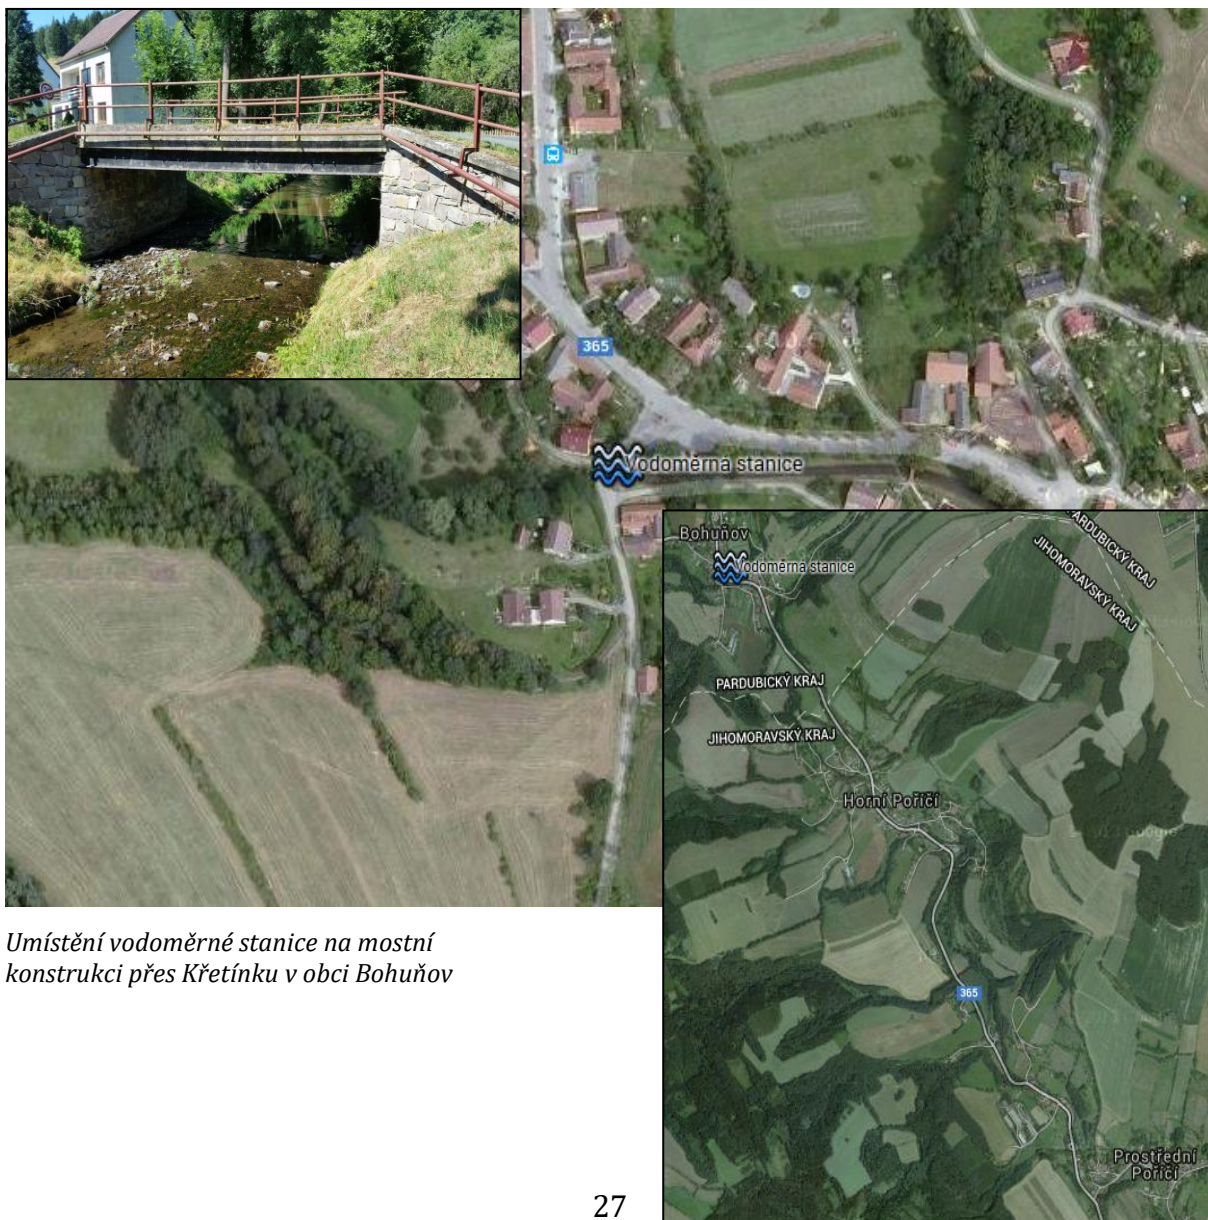 365
Vodoměrná stanice
Bohuňov
Vodoměrná stanice
PARDUBICKÝ KRAJ
JIHOMORAVSKÝ KRAJ
PARDUBICKÝ KRAJ
JIHOMORAVSKÝ KRAJ
Horní Poříčí
365
Prostřední
Poříčí
Umístění vodoměrné stanice na mostní
konstrukci přes Křetínku v obci Bohuňov
27